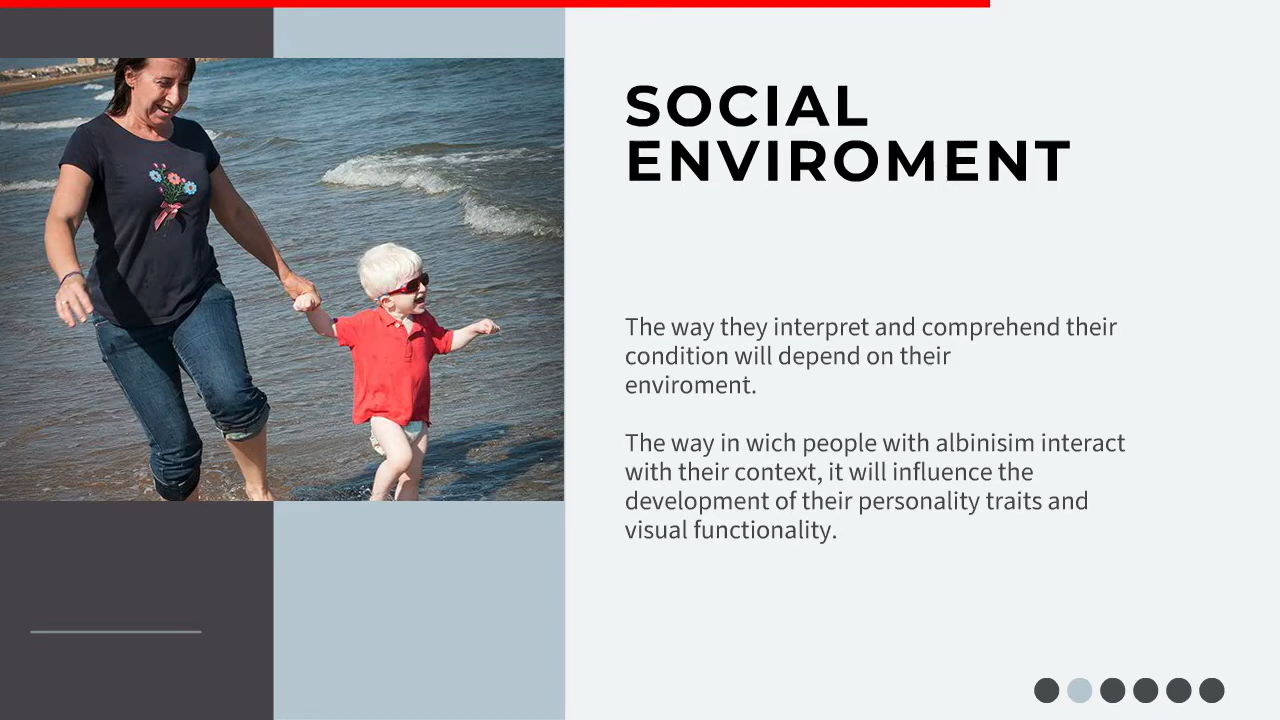 SOCIAL
ENVIROMENT
The way they interpret and comprehend their
condition will depend on their
enviroment.
The way in wich people with albinisim interact
with their context, it will influence the
development of their personality traits and
visual functionality.